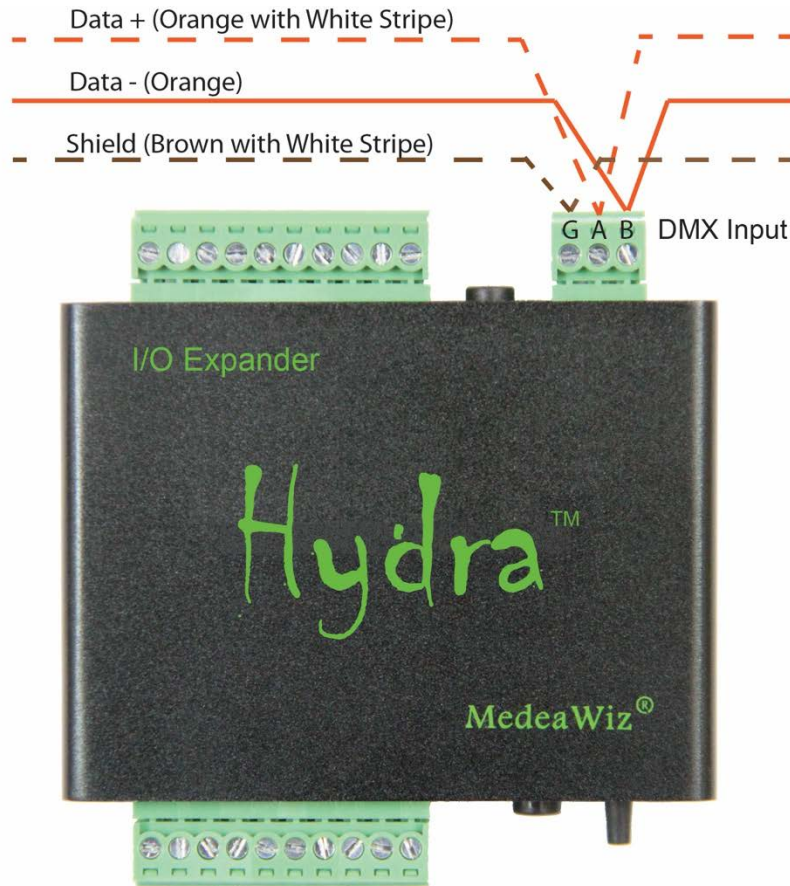 Data + (Orange with White Stripe)
Data - (Orange)
Shield (Brown with White Stripe)
G A B DMX Input
I/O Expander
Hydra™
MedeaWiz®